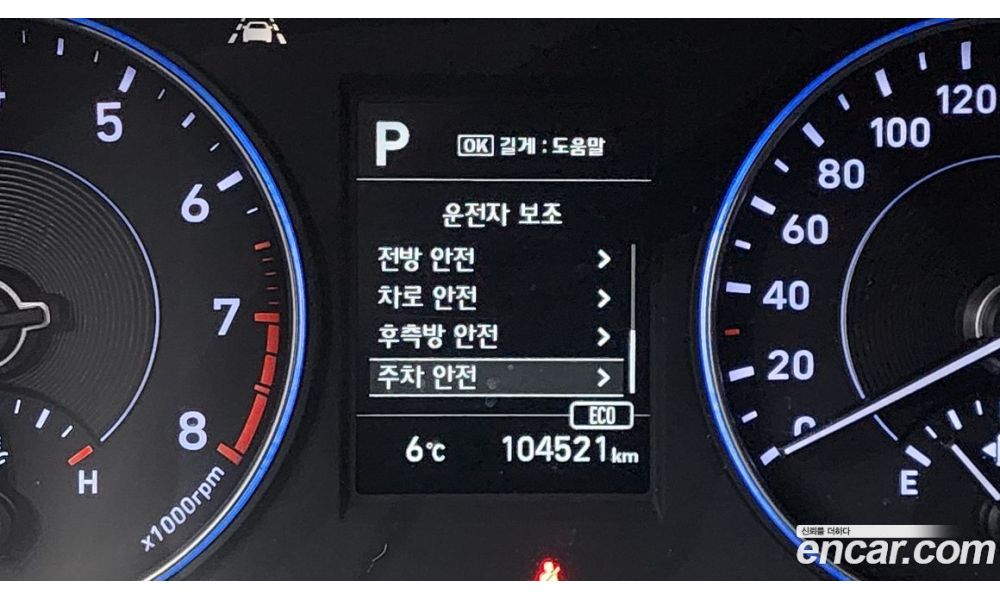 P
OK 길게 : 도움말
운전자 보조
전방 안전
차로 안전
후측방 안전
주차 안전
ECO
6℃ 104521 km
5
6
7
8
H
x1000rpm
120
100
80
60
40
20
E
신뢰를 더하다
encar.com